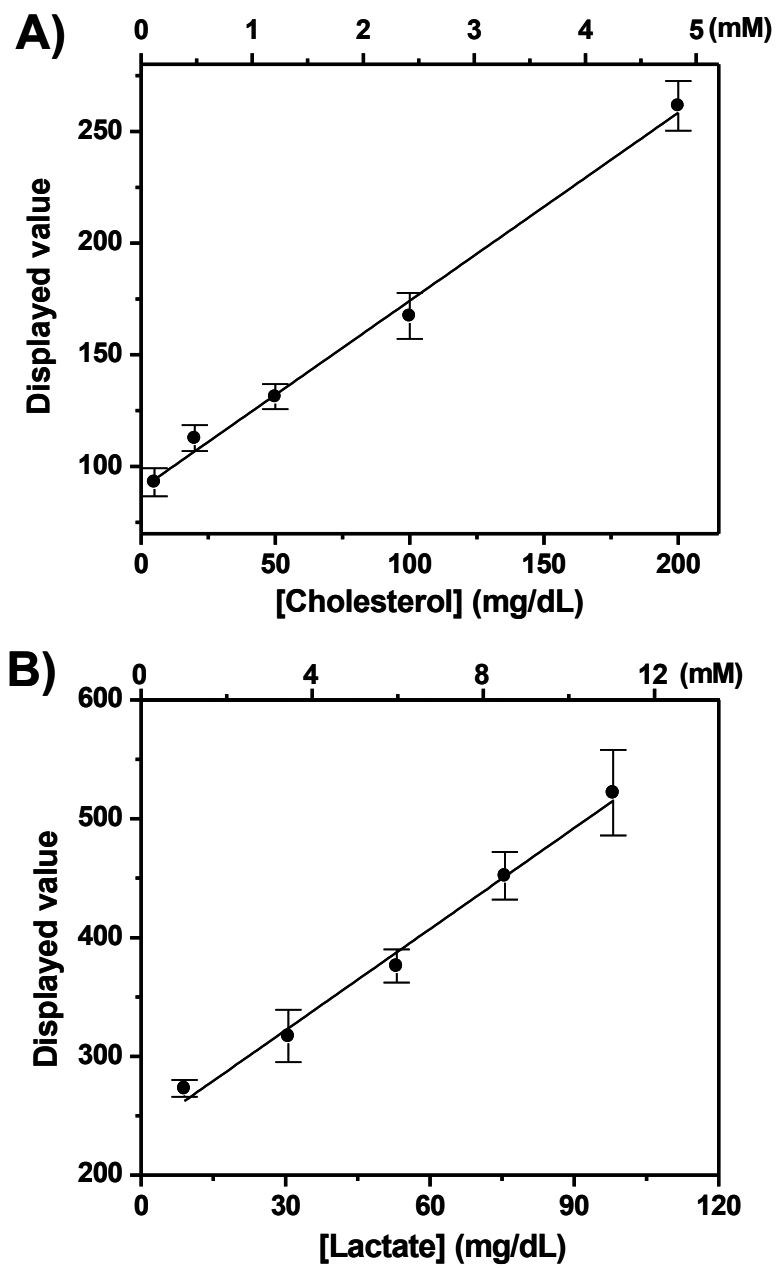 A)
0 1 2 3 4 5 (mM)
250
200
150
100
Displayed value
0 50 100 150 200
[Cholesterol] (mg/dL)
B)
0 4 8 12 (mM)
600
500
400
300
200
Displayed value
0 30 60 90 120
[Lactate] (mg/dL)